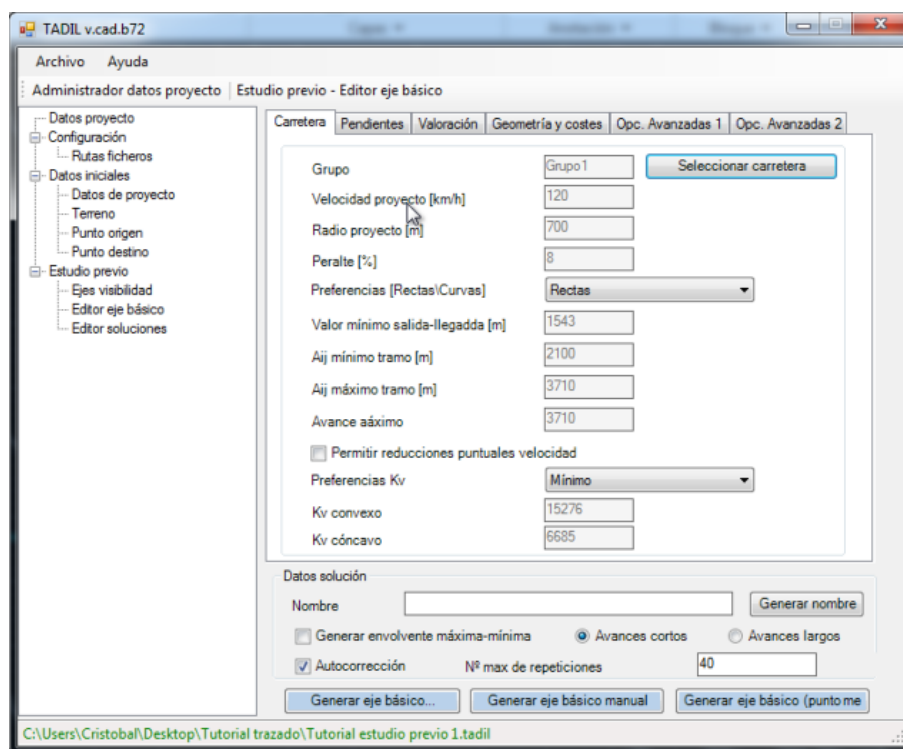 TADIL v.cad.b72
Archivo Ayuda
Administrador datos proyecto Estudio previo - Editor eje básico
Datos proyecto
Configuración
Rutas ficheros
Datos iniciales
Datos de proyecto
Terreno
Punto origen
Punto destino
Estudio previo
Ejes visibilidad
Editor eje básico
Editor soluciones
Carretera Pendientes Valoración Geometría y costes Opc. Avanzadas 1 Opc. Avanzadas 2
Grupo Grupo1 Seleccionar carretera
Velocidad proyecto [km/h] 120
Radio proyecto [m] 700
Peralte [%] 8
Preferencias [Rectas\Curvas] Rectas
Valor mínimo salida-llegadda [m] 1543
Aij mínimo tramo [m] 2100
Aij máximo tramo [m] 3710
Avance aáximo 3710
Permitir reducciones puntuales velocidad
Preferencias Kv Mínimo
Kv convexo 15276
Kv cóncavo 6685
Datos solución
Nombre Generar nombre
Generar envolvente máxima-mínima Avances cortos Avances largos
Autocorrección Nº max de repeticiones 40
Generar eje básico... Generar eje básico manual Generar eje básico (punto me
C:\Users\Cristobal\Desktop\Tutorial trazado\Tutorial estudio previo 1.tadil